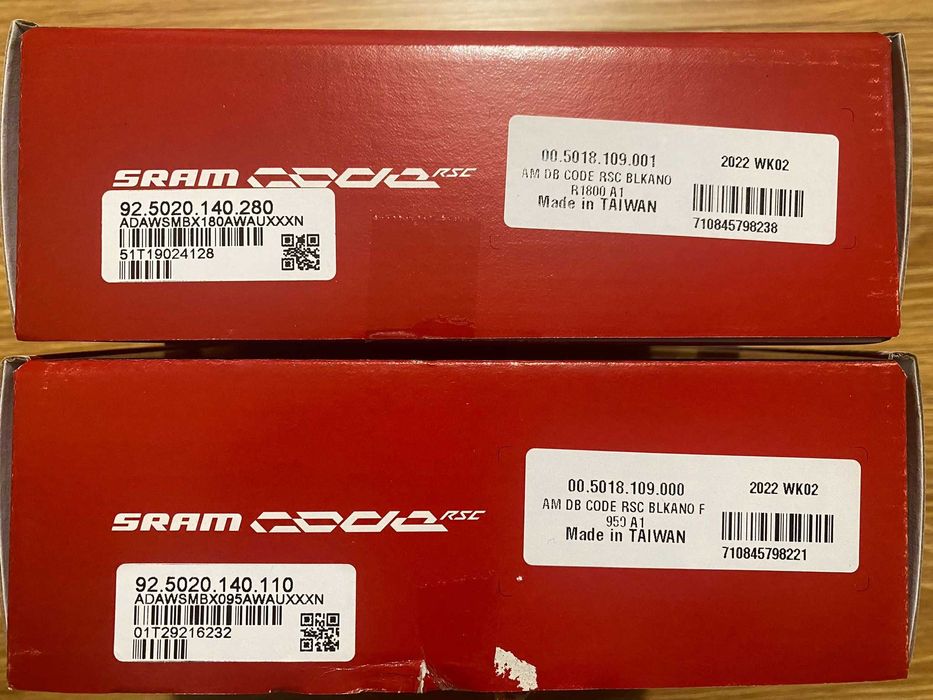 SRAM CODE RSC
92.5020.140.280
ADAWSMBX180AWAUXXXN
51T19024128
00.5018.109.001
AM DB CODE RSC BLKANO
R1800 A1
Made in TAIWAN
2022 WK02
710845798238
SRAM CODE RSC
92.5020.140.110
ADAWSMBX095AWAUXXXN
01T29216232
00.5018.109.000
AM DB CODE RSC BLKANO F
950 A1
Made in TAIWAN
2022 WK02
710845798221